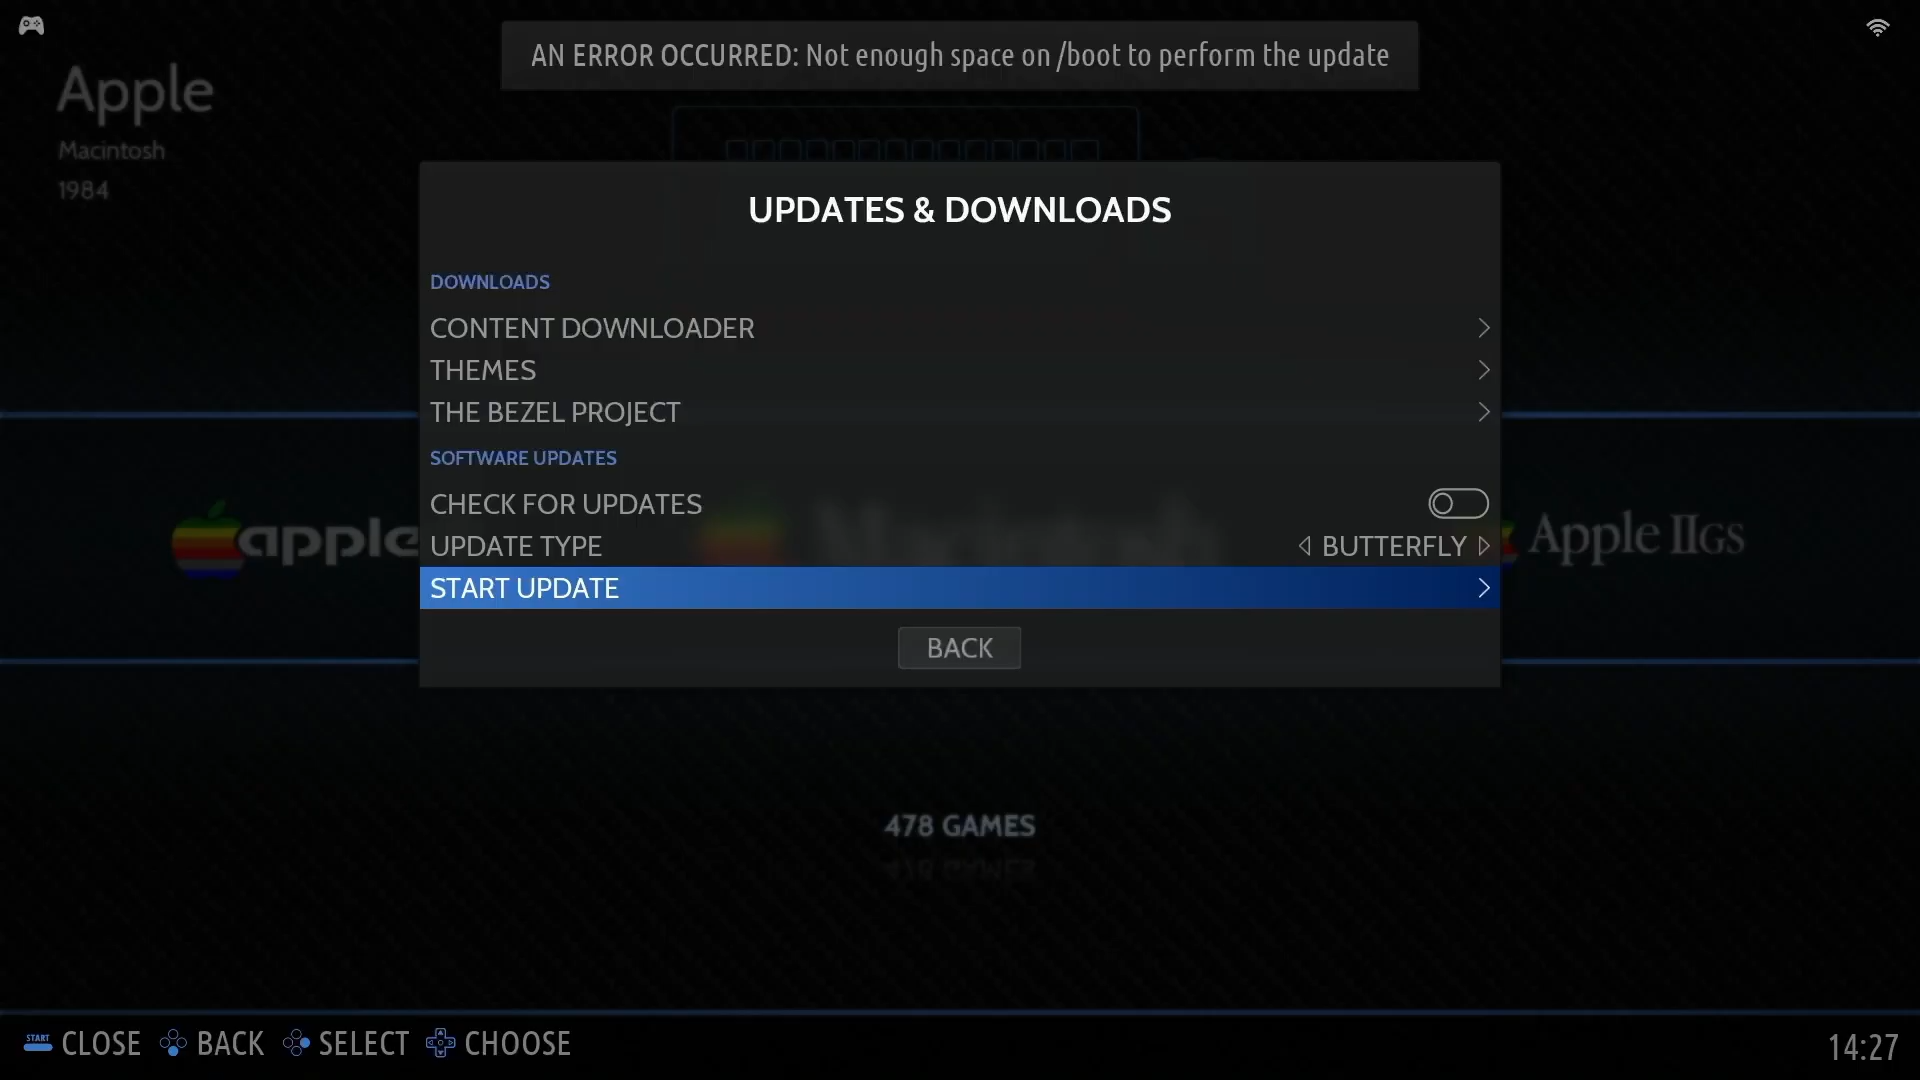 AN ERROR OCCURRED: Not enough space on /boot to perform the update
Apple
Macintosh
1984
UPDATES & DOWNLOADS
DOWNLOADS
CONTENT DOWNLOADER
THEMES
THE BEZEL PROJECT
SOFTWARE UPDATES
CHECK FOR UPDATES
UPDATE TYPE BUTTERFLY
START UPDATE
BACK
apple
Macintosh
Apple IIGS
478 GAMES
START CLOSE BACK SELECT CHOOSE
14:27